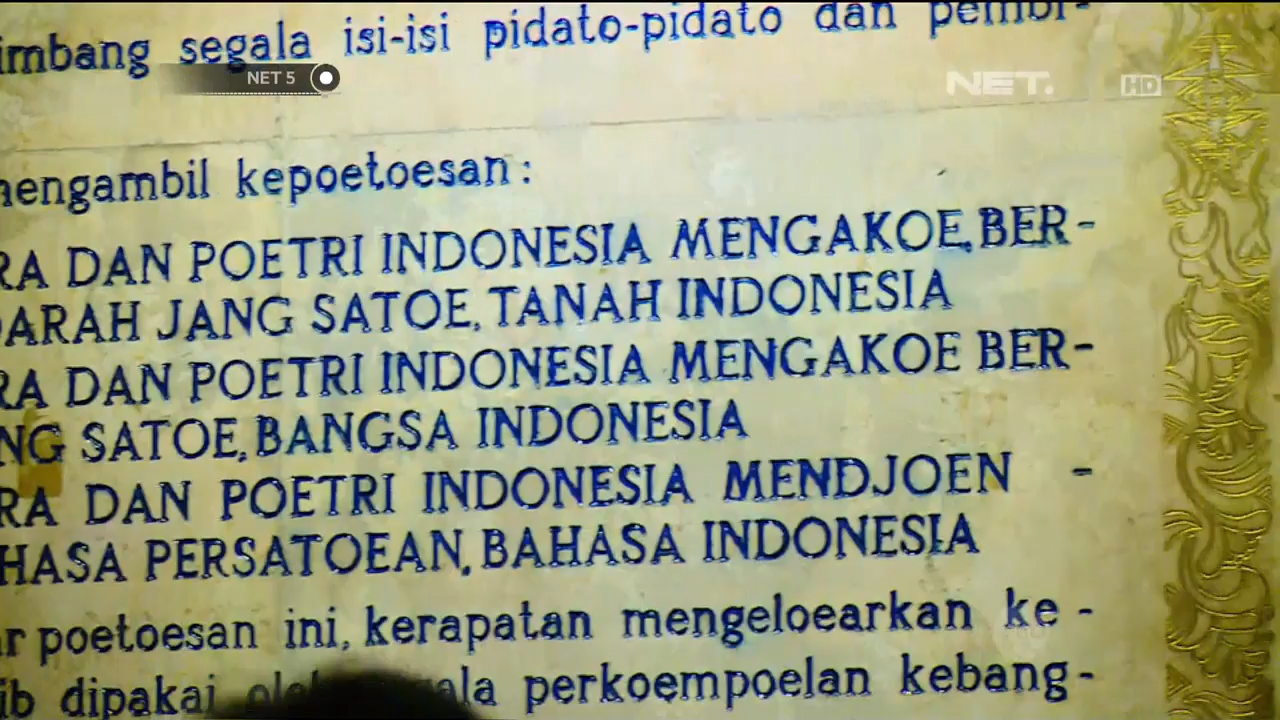 imbang segala isi-isi pidato-pidato dan pembi-
NET 5
NET.
HD
mengambil kepoetoesan:
RA DAN POETRI INDONESIA MENGAKOE, BER-
DARAH JANG SATOE, TANAH INDONESIA
RA DAN POETRI INDONESIA MENGAKOE BER-
NG SATOE, BANGSA INDONESIA
RA DAN POETRI INDONESIA MENDJOEN -
HASA PERSATOEAN, BAHASA INDONESIA
ar poetoesan ini, kerapatan mengeloearkan ke-
ib dipakai perkoempoelan kebang-